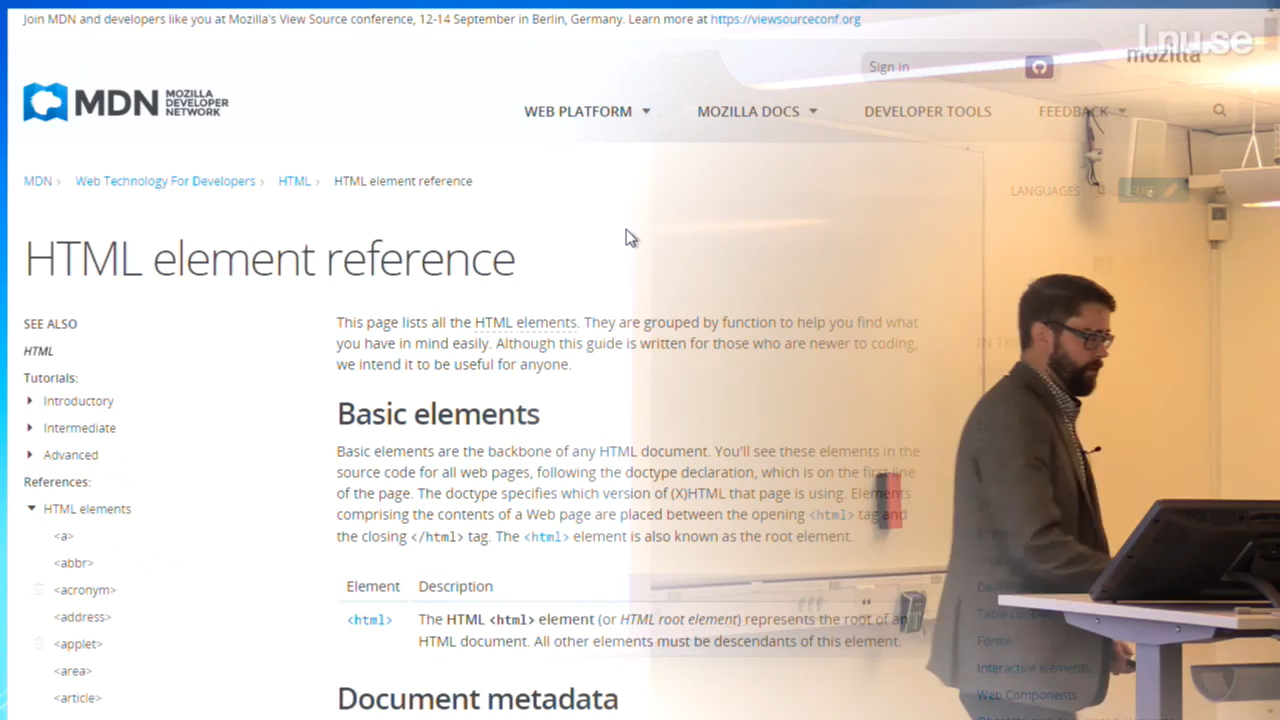 Join MDN and developers like you at Mozilla's View Source conference, 12-14 September in Berlin, Germany. Learn more at https://viewsourceconf.org
Lnu.se
mozilla
Sign in
MDN MOZILLA DEVELOPER NETWORK
WEB PLATFORM
MOZILLA DOCS
DEVELOPER TOOLS
FEEDBACK
MDN
Web Technology For Developers
HTML
HTML element reference
LANGUAGES
EDIT
HTML element reference
SEE ALSO
HTML
Tutorials:
Introductory
Intermediate
Advanced
References:
HTML elements
<a>
<abbr>
<acronym>
<address>
<applet>
<area>
<article>
This page lists all the HTML elements. They are grouped by function to help you find what
you have in mind easily. Although this guide is written for those who are newer to coding,
we intend it to be useful for anyone.
Basic elements
Basic elements are the backbone of any HTML document. You'll see these elements in the
source code for all web pages, following the doctype declaration, which is on the first line
of the page. The doctype specifies which version of (X)HTML that page is using. Elements
comprising the contents of a Web page are placed between the opening <html> tag and
the closing </html> tag. The <html> element is also known as the root element.
Element Description
<html> The HTML <html> element (or HTML root element) represents the root of an
HTML document. All other elements must be descendants of this element.
Document metadata
IN
Forms
Interactive elements
Web Components